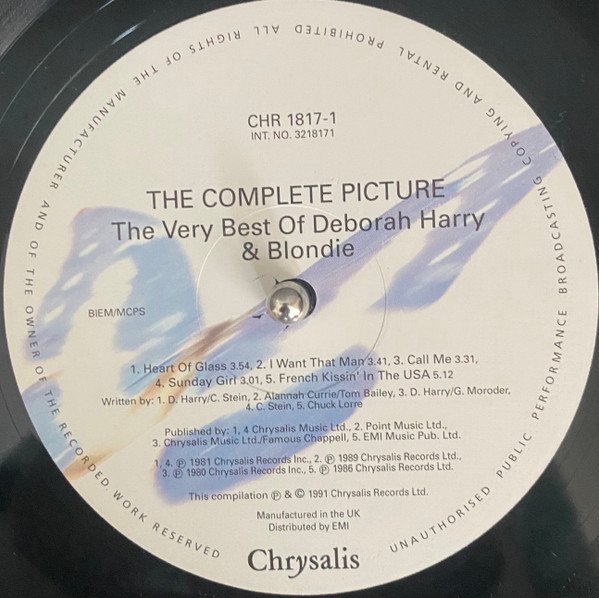 CHR 1817-1
INT. NO. 3218171
THE COMPLETE PICTURE
The Very Best Of Deborah Harry
& Blondie
BIEM/MCPS
1. Heart Of Glass 3.54, 2. I Want That Man 3.41, 3. Call Me 3.31,
4. Sunday Girl 3.01, 5. French Kissin' In The USA 5.12
Written by: 1. D. Harry/C. Stein, 2. Alannah Currie/Tom Bailey, 3. D. Harry/G. Moroder,
4. C. Stein, 5. Chuck Lorre
Published by: 1, 4 Chrysalis Music Ltd., 2. Point Music Ltd.,
3. Chrysalis Music Ltd./Famous Chappell, 5. EMI Music Pub. Ltd.
1, 4. ℗ 1981 Chrysalis Records Inc., 2. ℗ 1989 Chrysalis Records Ltd.,
3. ℗ 1980 Chrysalis Records Inc., 5. ℗ 1986 Chrysalis Records Ltd.
This compilation ℗ & © 1991 Chrysalis Records Ltd.
Manufactured in the UK
Distributed by EMI
Chrysalis
ALL RIGHTS OF THE MANUFACTURER AND OF THE OWNER OF THE RECORDED WORK RESERVED
UNAUTHORISED PUBLIC PERFORMANCE BROADCASTING COPYING AND RENTAL PROHIBITED